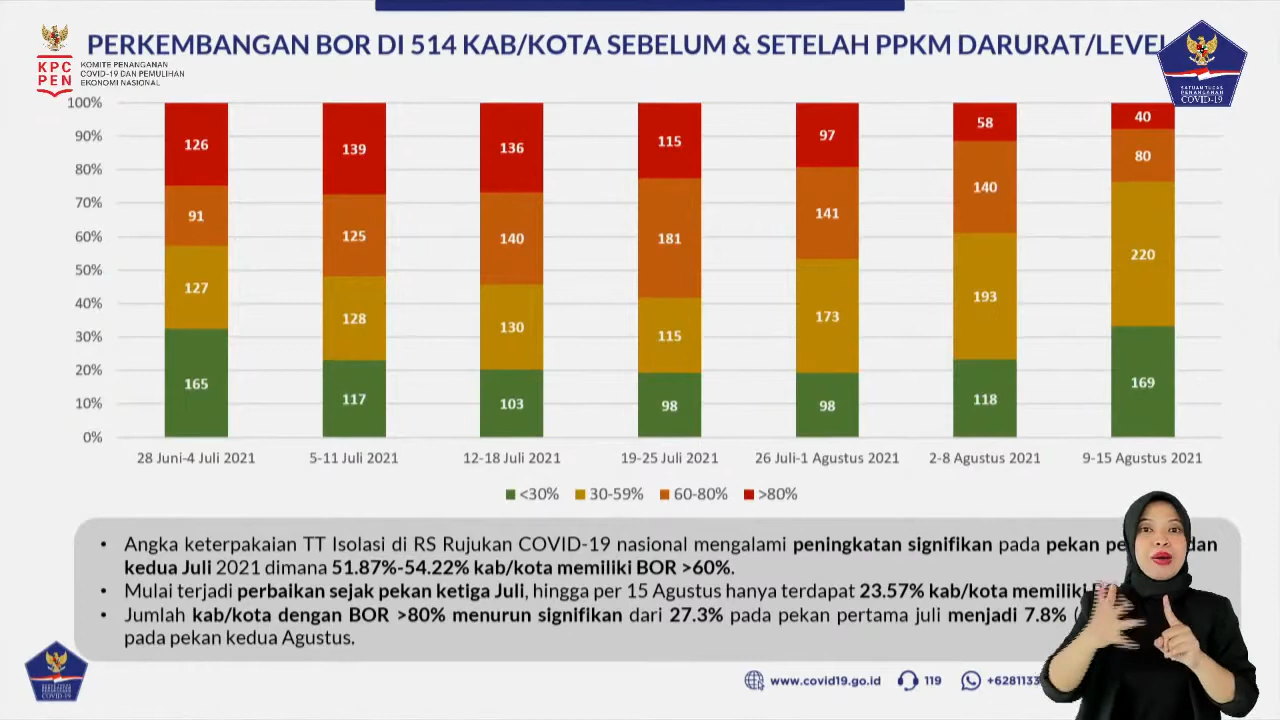 PERKEMBANGAN BOR DI 514 KAB/KOTA SEBELUM & SETELAH PPKM DARURAT/LEVEL
KPC
PEN
KOMITE PENANGANAN
COVID-19 DAN PEMULIHAN
EKONOMI NASIONAL
SATUAN TUGAS
PENANGANAN
COVID-19
100%
90%
80%
70%
60%
50%
40%
30%
20%
10%
0%
126 139 136 115 97 58 40
91 125 140 181 141 140 80
127 128 130 115 173 193 220
165 117 103 98 98 118 169
28 Juni-4 Juli 2021 5-11 Juli 2021 12-18 Juli 2021 19-25 Juli 2021 26 Juli-1 Agustus 2021 2-8 Agustus 2021 9-15 Agustus 2021
<30% 30-59% 60-80% >80%
• Angka keterpakaian TT Isolasi di RS Rujukan COVID-19 nasional mengalami peningkatan signifikan pada pekan dan
kedua Juli 2021 dimana 51.87%-54.22% kab/kota memiliki BOR >60%.
• Mulai terjadi perbaikan sejak pekan ketiga Juli, hingga per 15 Agustus hanya terdapat 23.57% kab/kota memiliki
• Jumlah kab/kota dengan BOR >80% menurun signifikan dari 27.3% pada pekan pertama juli menjadi 7.8%
pada pekan kedua Agustus.
COVID-19
www.covid19.go.id 119 +6281133